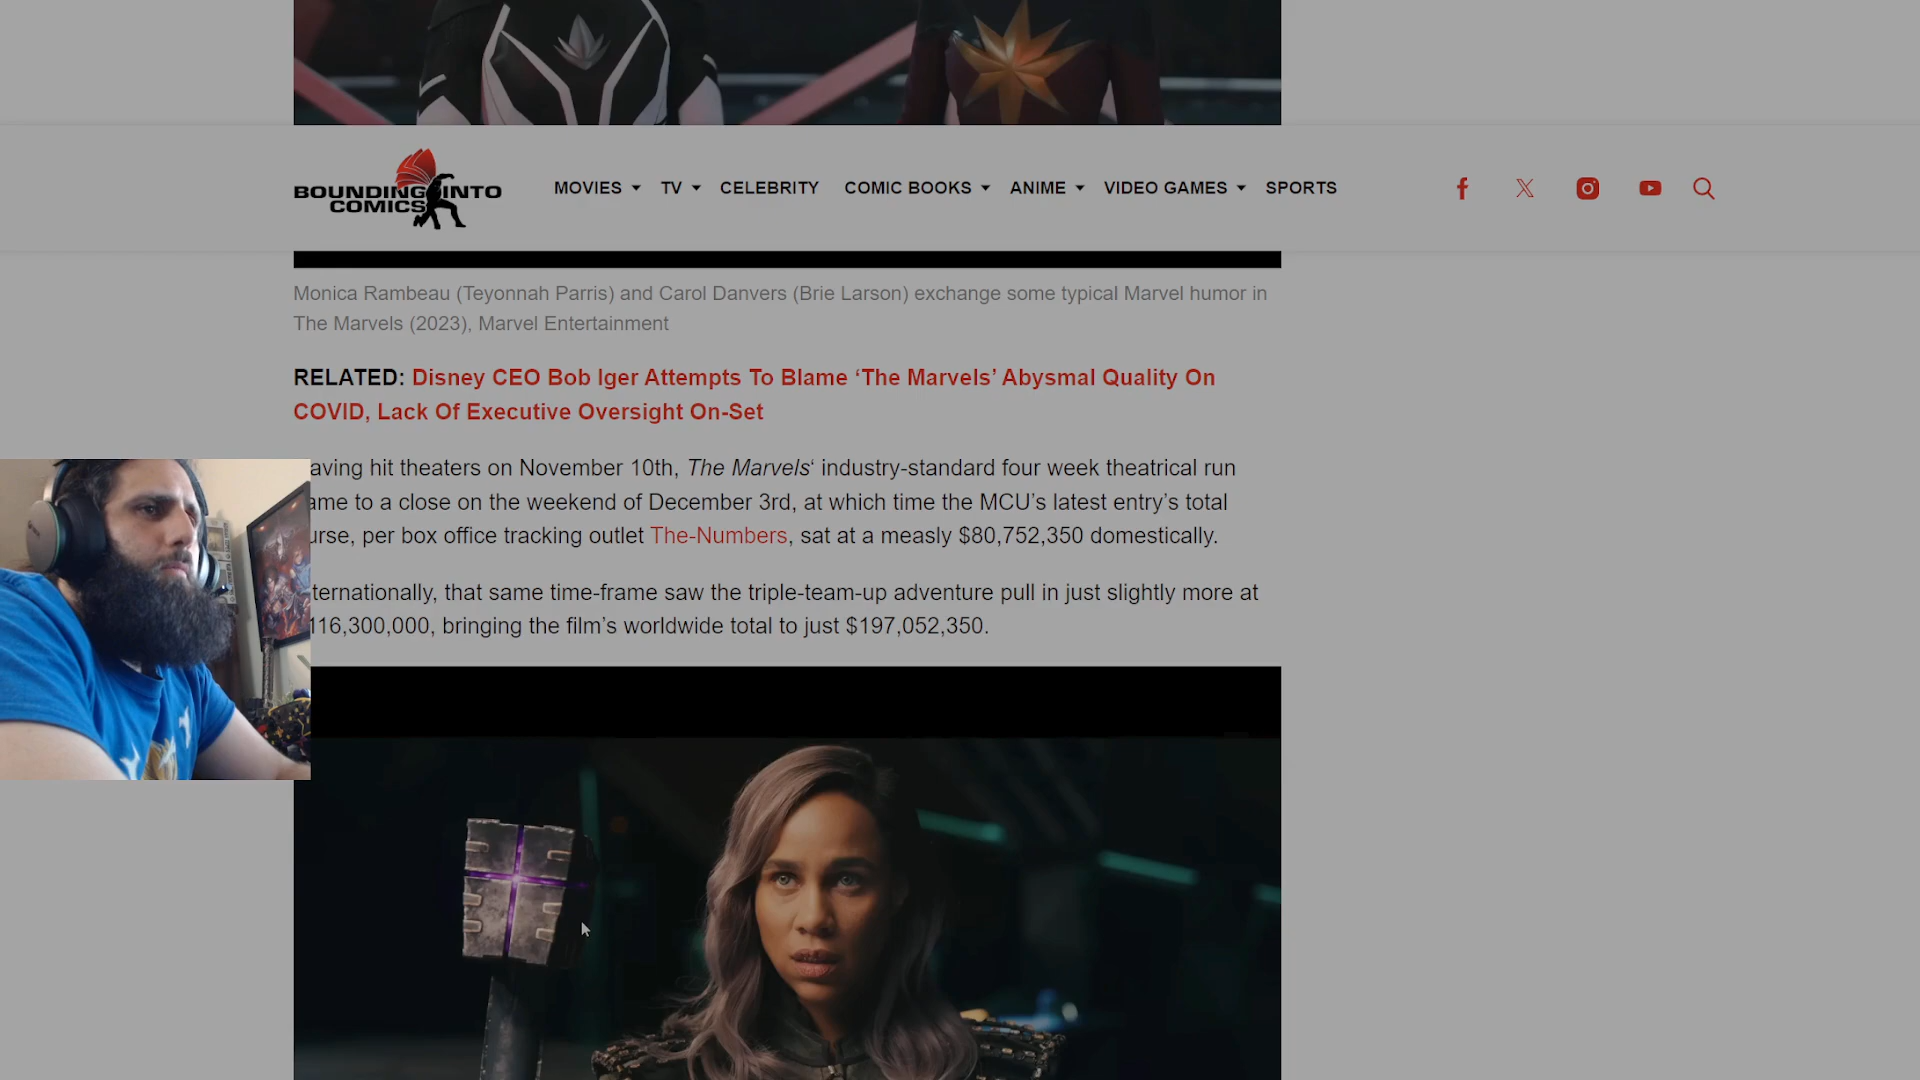 BOUNDING INTO
COMICS
MOVIES TV CELEBRITY COMIC BOOKS ANIME VIDEO GAMES SPORTS
Monica Rambeau (Teyonnah Parris) and Carol Danvers (Brie Larson) exchange some typical Marvel humor in
The Marvels (2023), Marvel Entertainment
RELATED: Disney CEO Bob Iger Attempts To Blame ‘The Marvels’ Abysmal Quality On
COVID, Lack Of Executive Oversight On-Set
aving hit theaters on November 10th, The Marvels‘ industry-standard four week theatrical run
ame to a close on the weekend of December 3rd, at which time the MCU’s latest entry’s total
urse, per box office tracking outlet The-Numbers, sat at a measly $80,752,350 domestically.
ternationally, that same time-frame saw the triple-team-up adventure pull in just slightly more at
116,300,000, bringing the film’s worldwide total to just $197,052,350.